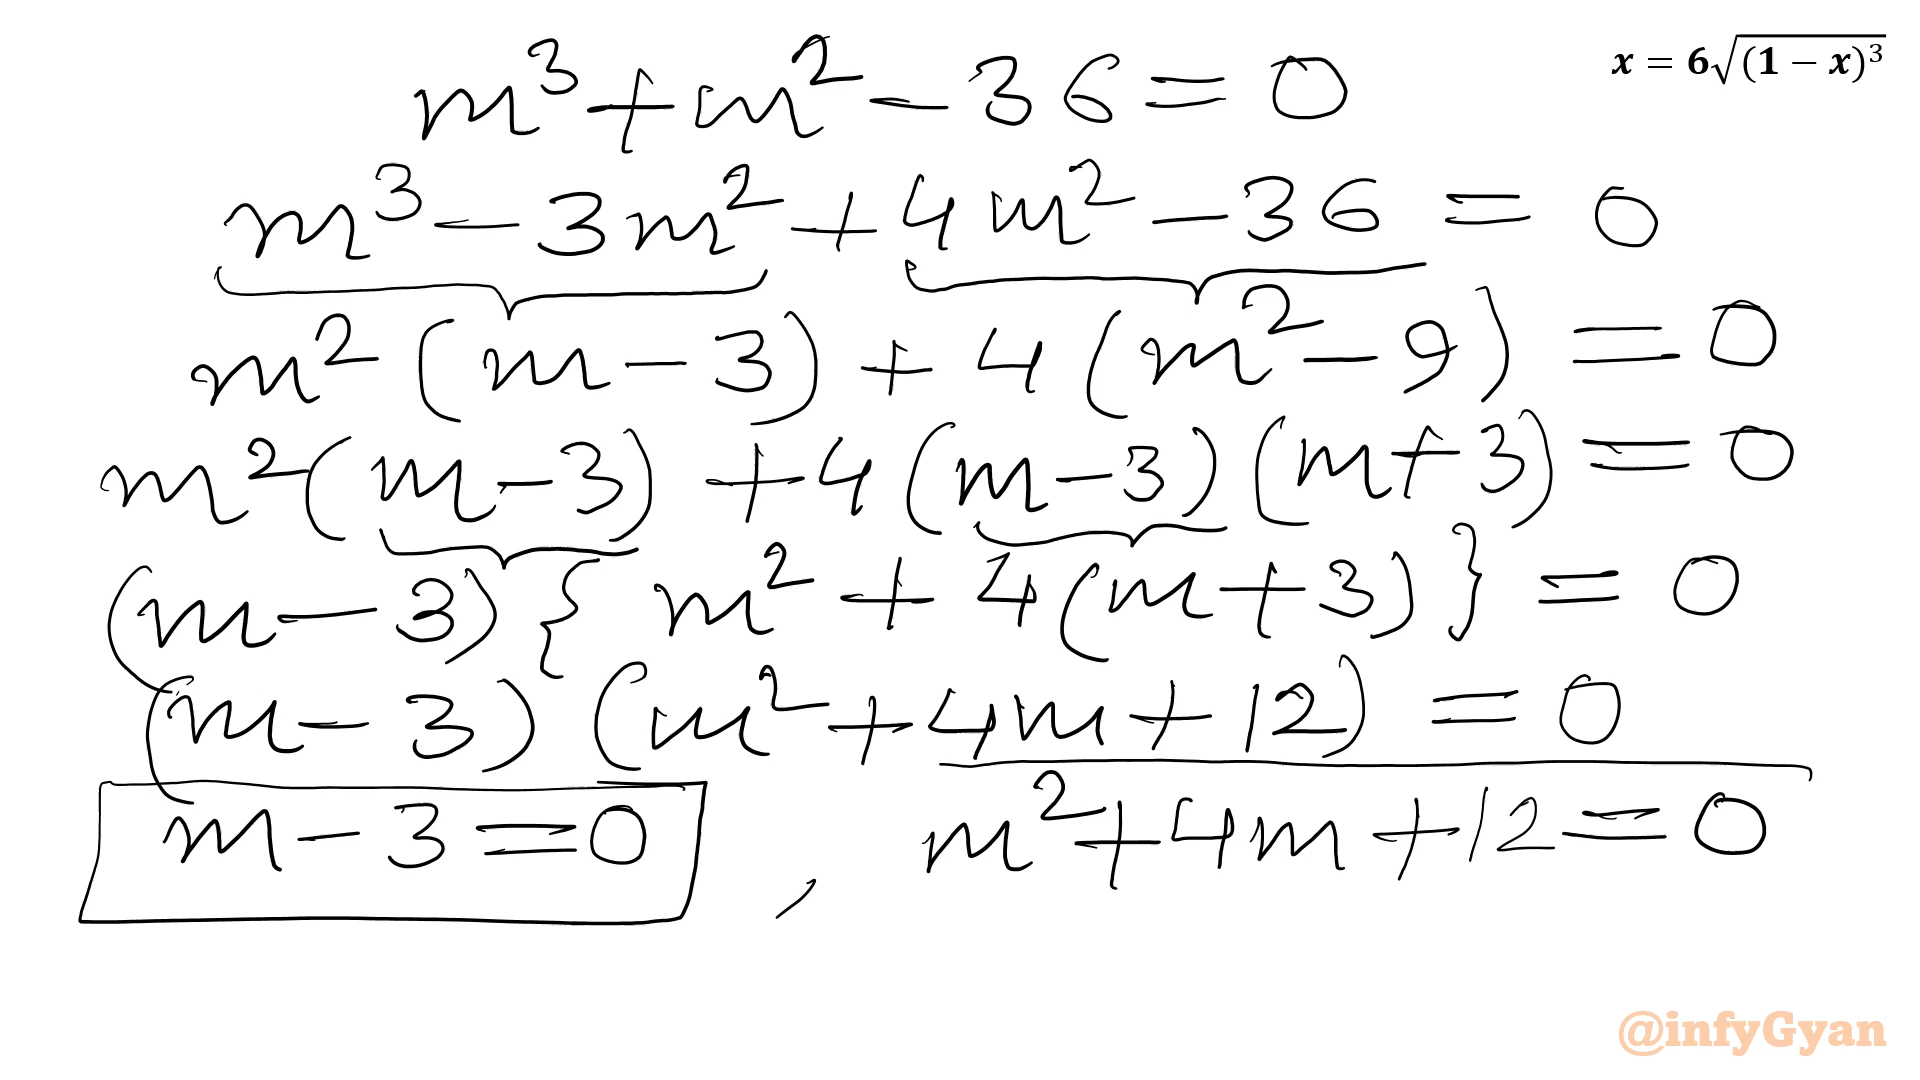 x = 6√(1 − x)³
m³ + m² − 36 = 0
m³ − 3m² + 4m² − 36 = 0
m² (m − 3) + 4 (m² − 9) = 0
m² (m − 3) + 4 (m − 3) (m + 3) = 0
(m − 3) { m² + 4 (m + 3) } = 0
(m − 3) (m² + 4m + 12) = 0
m − 3 = 0 , m² + 4m + 12 = 0
@infyGyan